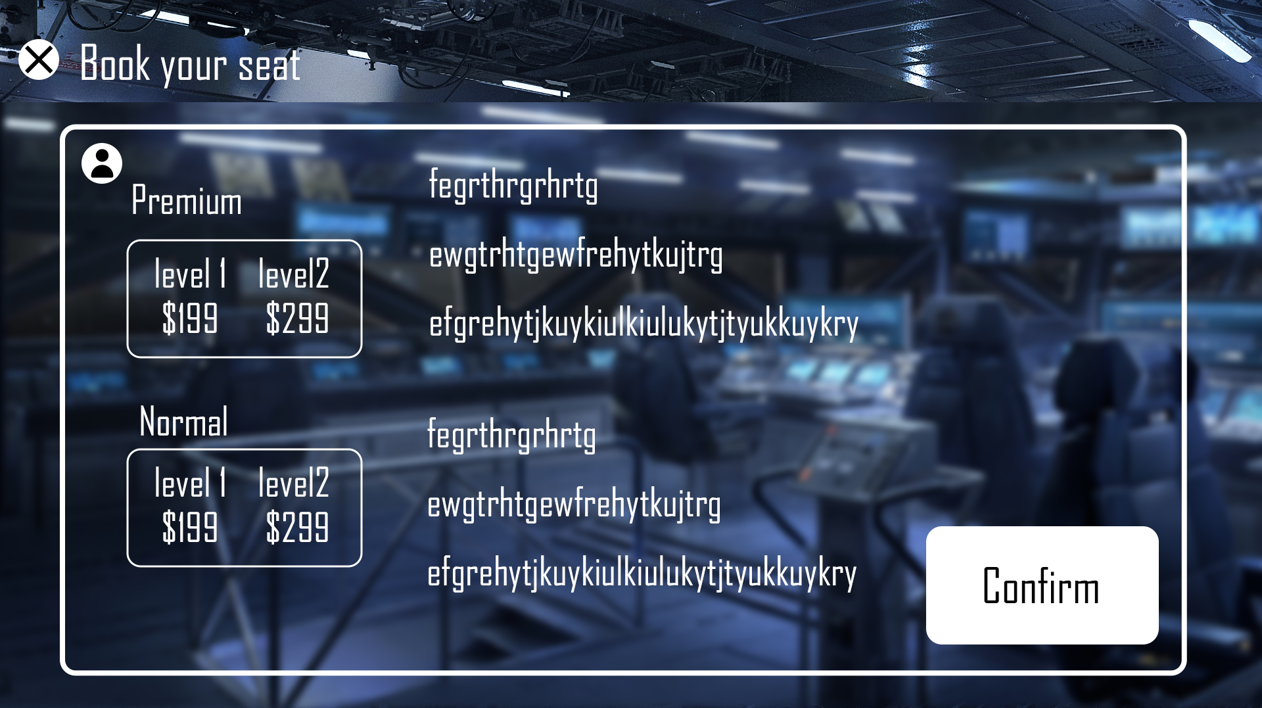 Book your seat
Premium
level 1 level2
$199 $299
fegrthrgrhrtg
ewgtrhtgewfrehytkujtrg
efgrehytjkuykiulkiulukytjtyukkuykry
Normal
level 1 level2
$199 $299
fegrthrgrhrtg
ewgtrhtgewfrehytkujtrg
efgrehytjkuykiulkiulukytjtyukkuykry
Confirm